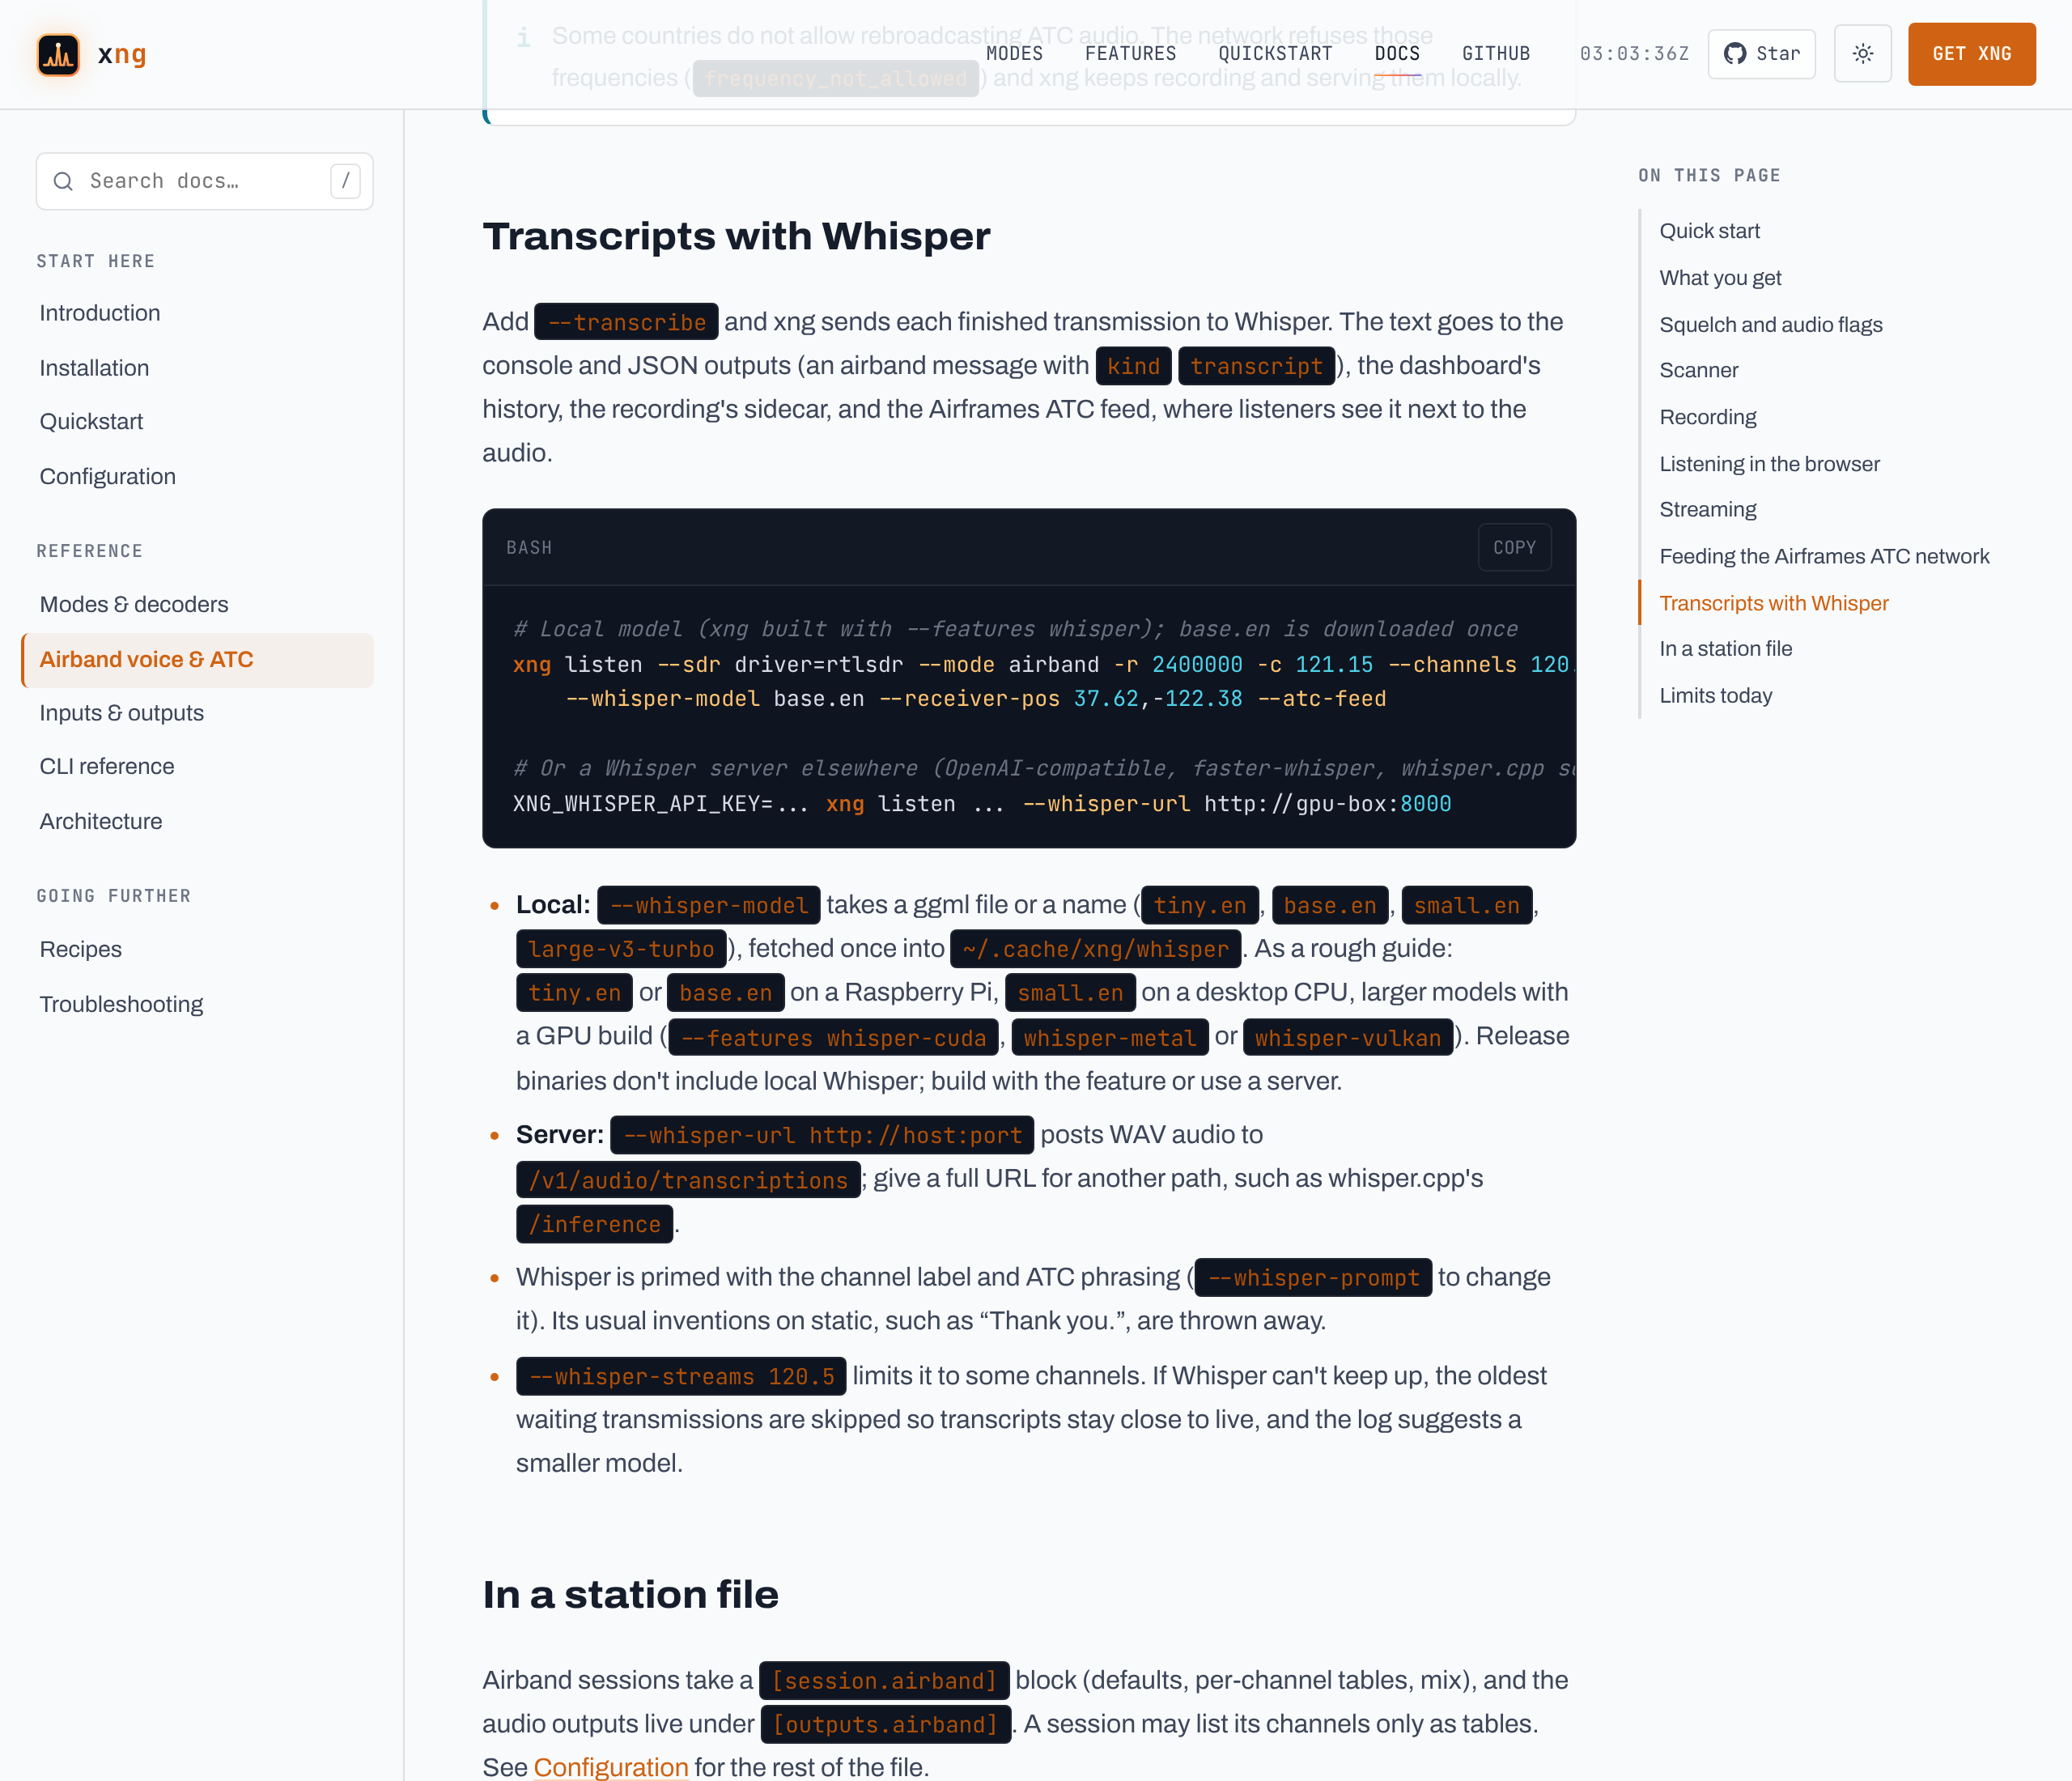 xng
MODES
FEATURES
QUICKSTART
DOCS
GITHUB
03:03:36Z
Star
GET XNG
i Some countries do not allow rebroadcasting ATC audio. The network refuses those
frequencies (frequency_not_allowed) and xng keeps recording and serving them locally.
Search docs…
/
START HERE
Introduction
Installation
Quickstart
Configuration
REFERENCE
Modes & decoders
Airband voice & ATC
Inputs & outputs
CLI reference
Architecture
GOING FURTHER
Recipes
Troubleshooting
Transcripts with Whisper
Add --transcribe and xng sends each finished transmission to Whisper. The text goes to the
console and JSON outputs (an airband message with kind transcript), the dashboard's
history, the recording's sidecar, and the Airframes ATC feed, where listeners see it next to the
audio.
BASH
COPY
# Local model (xng built with --features whisper); base.en is downloaded once
xng listen --sdr driver=rtlsdr --mode airband -r 2400000 -c 121.15 --channels 120.
--whisper-model base.en --receiver-pos 37.62,-122.38 --atc-feed
# Or a Whisper server elsewhere (OpenAI-compatible, faster-whisper, whisper.cpp
XNG_WHISPER_API_KEY=... xng listen ... --whisper-url http://gpu-box:8000
• Local: --whisper-model takes a ggml file or a name (tiny.en, base.en, small.en,
large-v3-turbo), fetched once into ~/.cache/xng/whisper. As a rough guide:
tiny.en or base.en on a Raspberry Pi, small.en on a desktop CPU, larger models with
a GPU build (--features whisper-cuda, whisper-metal or whisper-vulkan). Release
binaries don't include local Whisper; build with the feature or use a server.
• Server: --whisper-url http://host:port posts WAV audio to
/v1/audio/transcriptions; give a full URL for another path, such as whisper.cpp's
/inference.
• Whisper is primed with the channel label and ATC phrasing (--whisper-prompt to change
it). Its usual inventions on static, such as “Thank you.”, are thrown away.
• --whisper-streams 120.5 limits it to some channels. If Whisper can't keep up, the oldest
waiting transmissions are skipped so transcripts stay close to live, and the log suggests a
smaller model.
In a station file
Airband sessions take a [session.airband] block (defaults, per-channel tables, mix), and the
audio outputs live under [outputs.airband]. A session may list its channels only as tables.
See Configuration for the rest of the file.
ON THIS PAGE
Quick start
What you get
Squelch and audio flags
Scanner
Recording
Listening in the browser
Streaming
Feeding the Airframes ATC network
Transcripts with Whisper
In a station file
Limits today